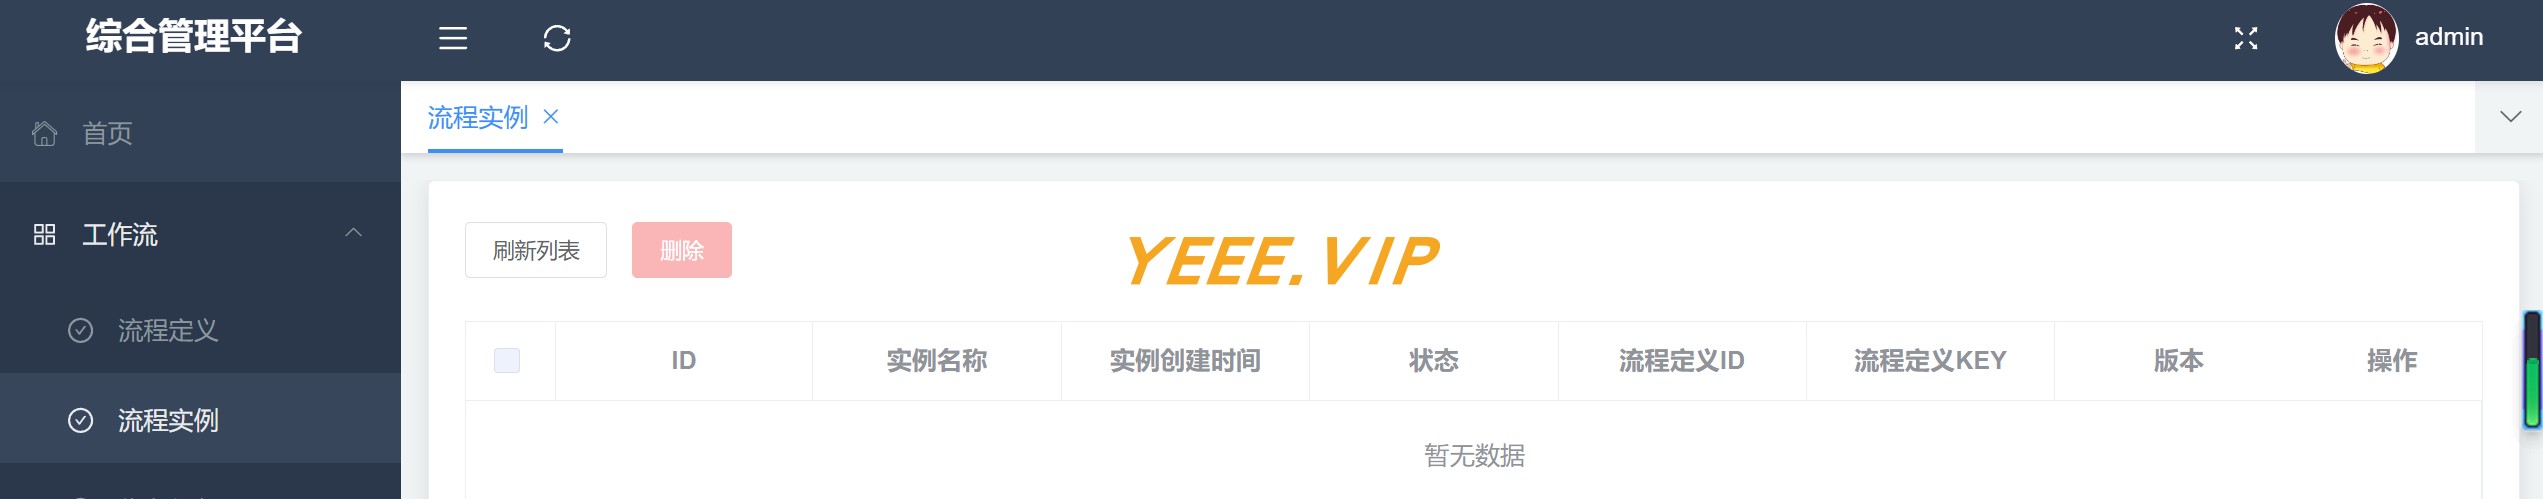 综合管理平台
admin
首页
流程实例
工作流
刷新列表
删除
YEEE.VIP
流程定义
ID
实例名称
实例创建时间
状态
流程定义ID
流程定义KEY
版本
操作
流程实例
暂无数据